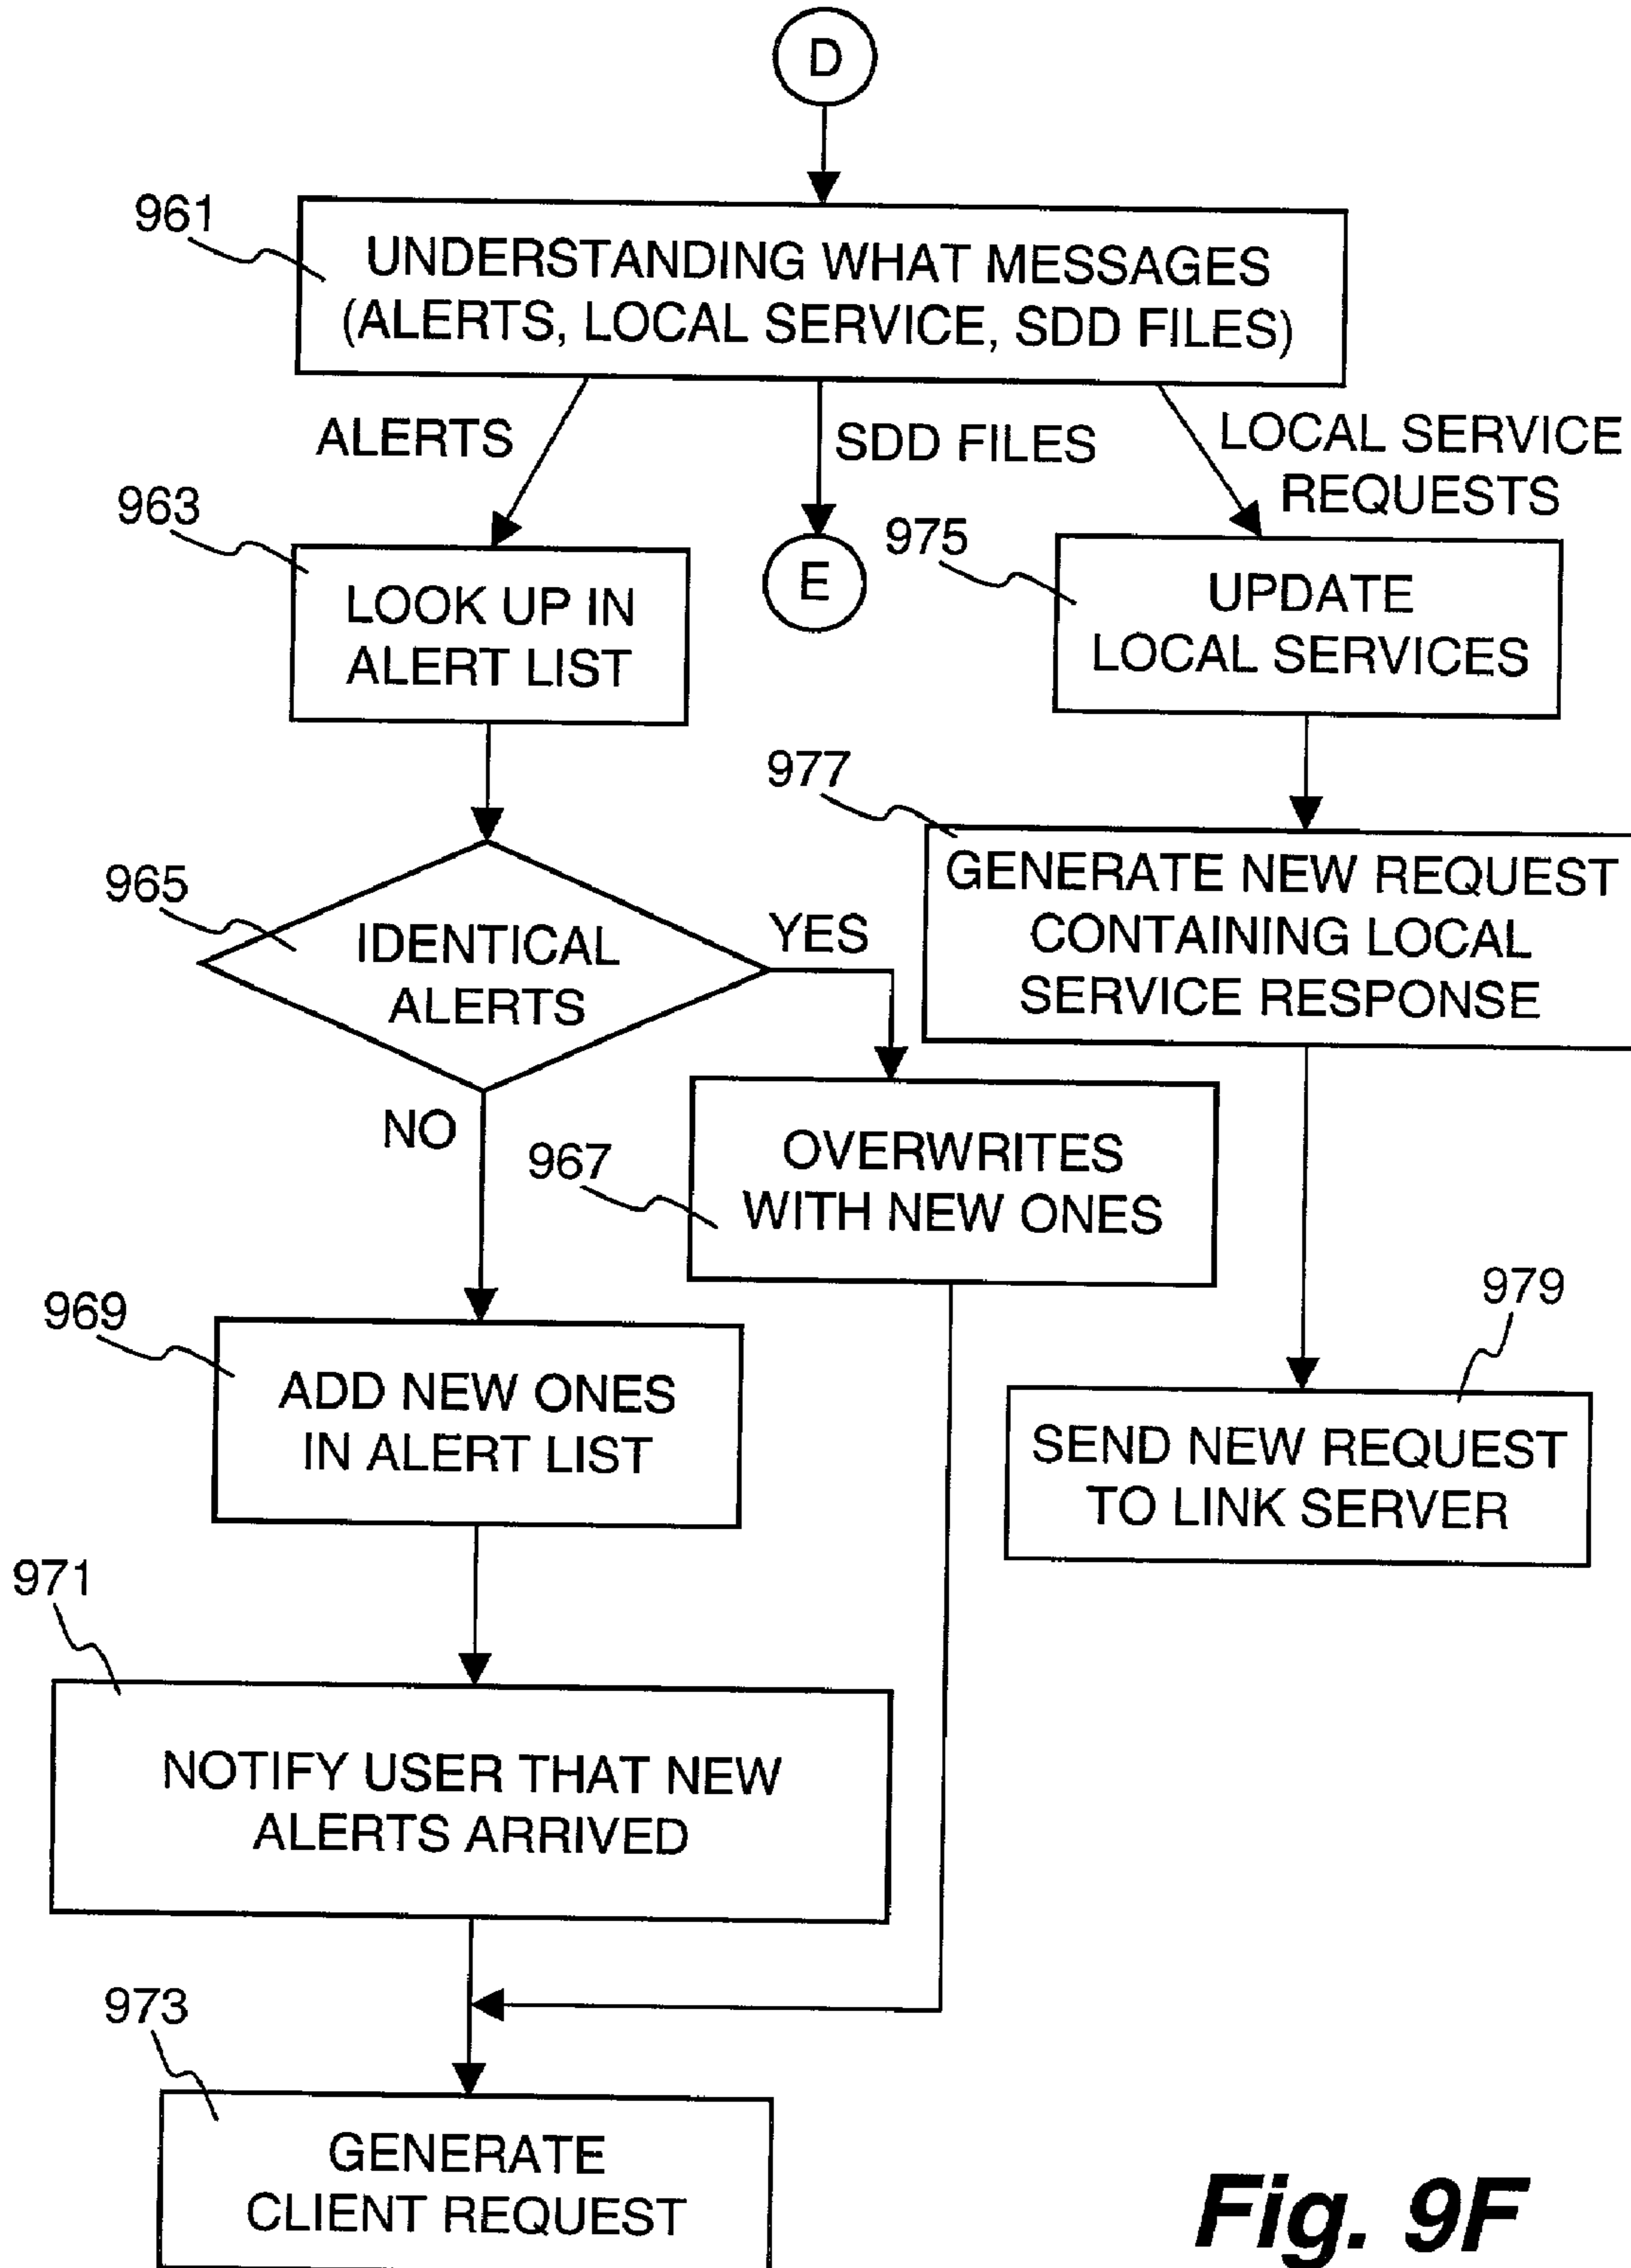 D
961
UNDERSTANDING WHAT MESSAGES
(ALERTS, LOCAL SERVICE, SDD FILES)
ALERTS
SDD FILES
LOCAL SERVICE
REQUESTS
963
LOOK UP IN
ALERT LIST
E
975
UPDATE
LOCAL SERVICES
977
GENERATE NEW REQUEST
CONTAINING LOCAL
SERVICE RESPONSE
965
IDENTICAL
ALERTS
YES
NO
967
OVERWRITES
WITH NEW ONES
969
ADD NEW ONES
IN ALERT LIST
979
SEND NEW REQUEST
TO LINK SERVER
971
NOTIFY USER THAT NEW
ALERTS ARRIVED
973
GENERATE
CLIENT REQUEST
Fig. 9F